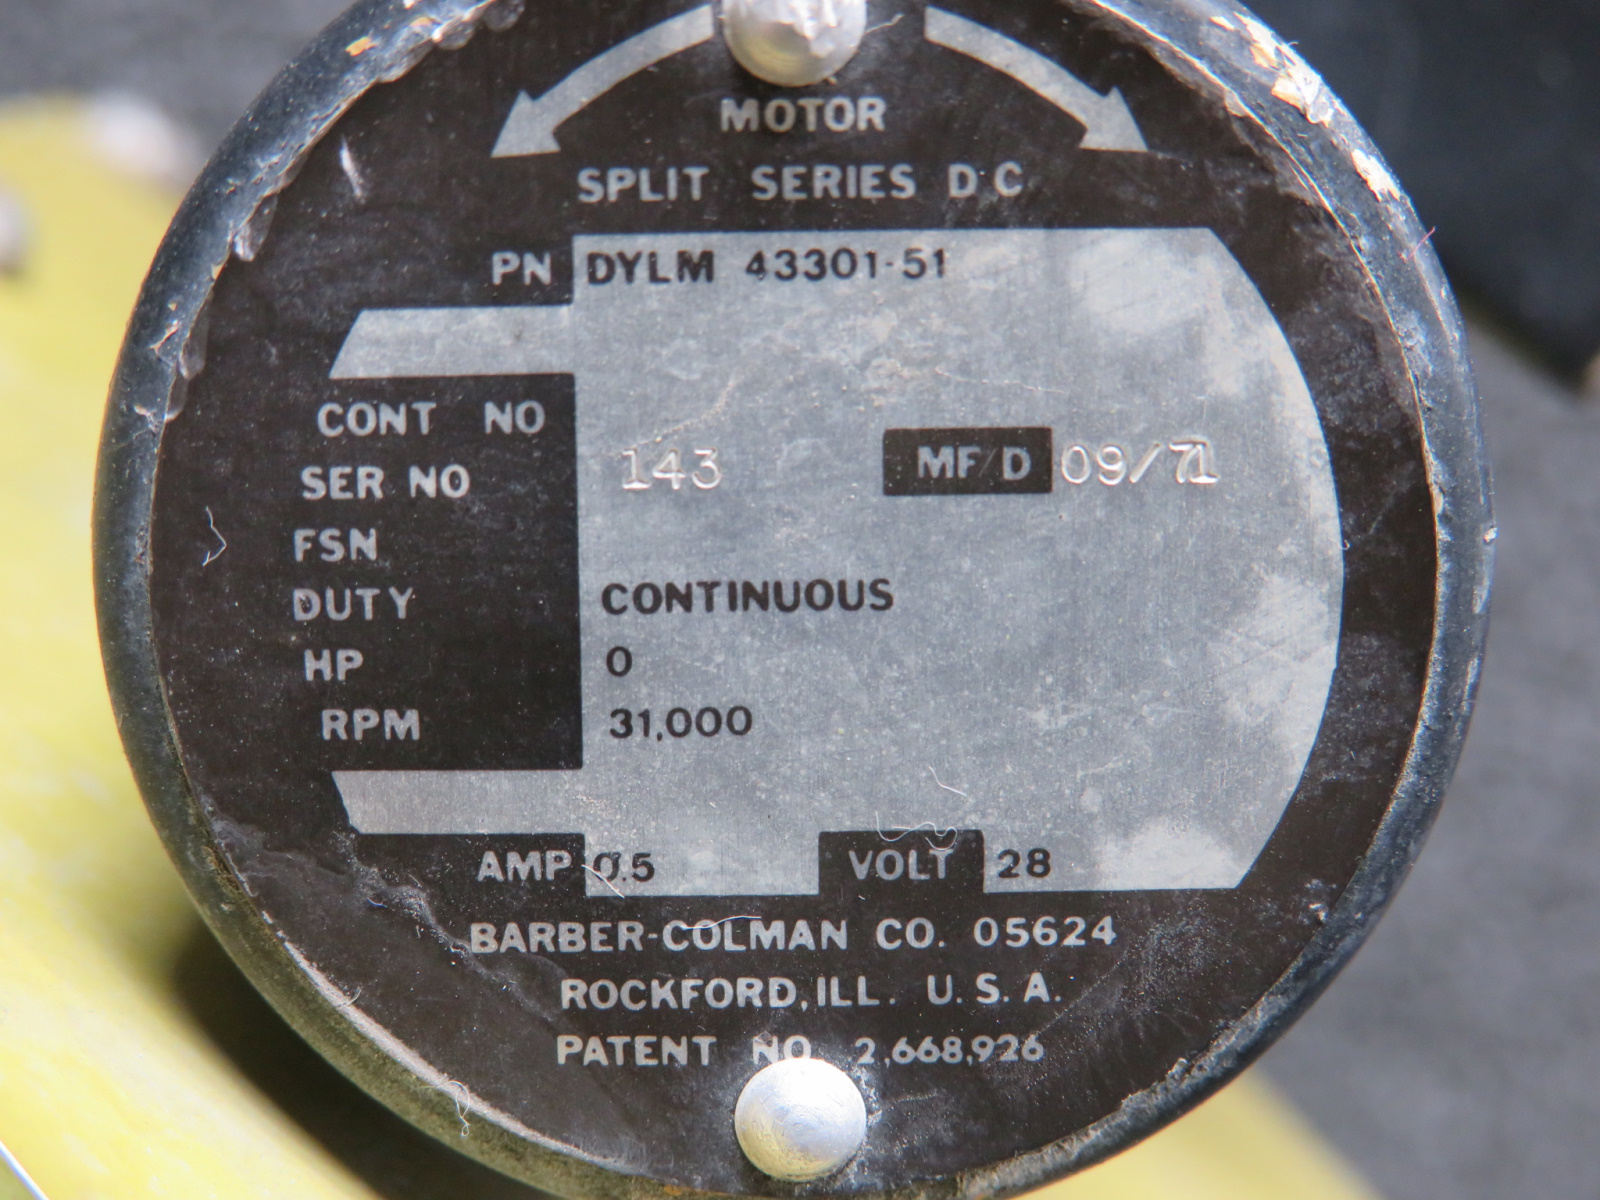 MOTOR
SPLIT SERIES D C
PN DYLM 43301-51
CONT NO
SER NO 143 MF/D 09/71
FSN
DUTY CONTINUOUS
HP 0
RPM 31,000
AMP 0.5 VOLT 28
BARBER-COLMAN CO. 05624
ROCKFORD, ILL. U. S. A.
PATENT NO. 2,668,926